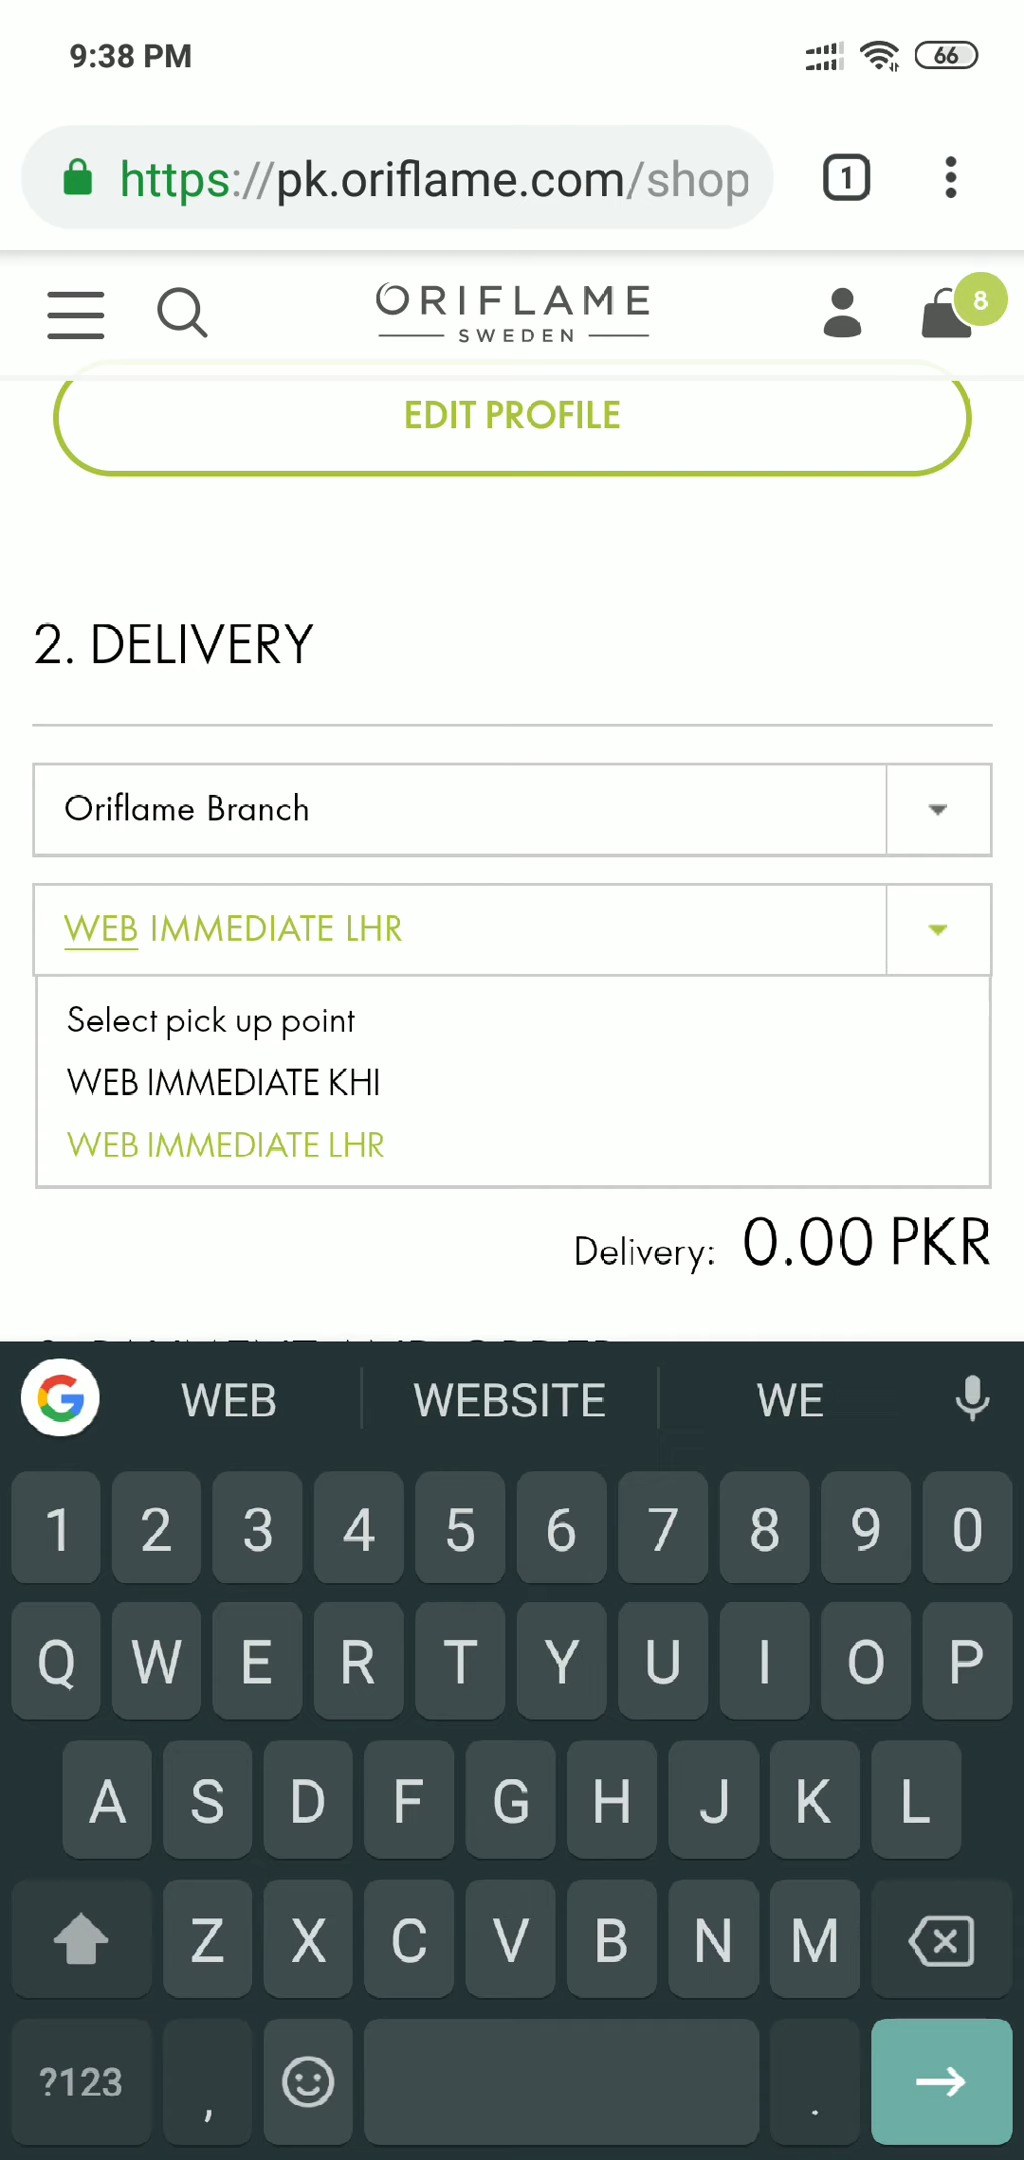 9:38 PM
66
https://pk.oriflame.com/shop
1
ORIFLAME
SWEDEN
8
EDIT PROFILE
2. DELIVERY
Oriflame Branch
WEB IMMEDIATE LHR
Select pick up point
WEB IMMEDIATE KHI
WEB IMMEDIATE LHR
Delivery: 0.00 PKR
WEB WEBSITE WE
1 2 3 4 5 6 7 8 9 0
Q W E R T Y U I O P
A S D F G H J K L
Z X C V B N M
?123 , .